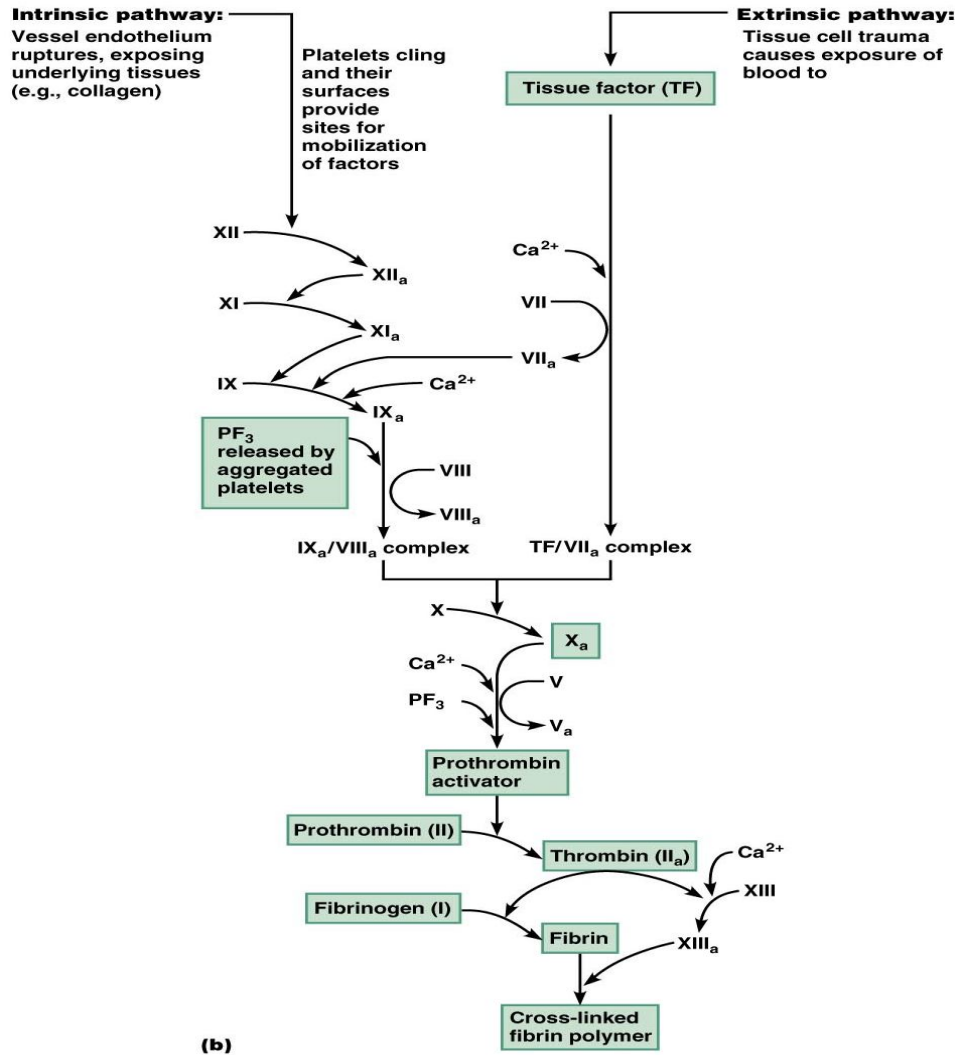 Intrinsic pathway:
Vessel endothelium
ruptures, exposing
underlying tissues
(e.g., collagen)
Platelets cling
and their
surfaces
provide
sites for
mobilization
of factors
Extrinsic pathway:
Tissue cell trauma
causes exposure of
blood to
Tissue factor (TF)
XII
XIIa
XI
XIa
IX
Ca2+
IXa
Ca2+
VII
VIIa
PF3
released by
aggregated
platelets
VIII
VIIIa
IXa/VIIIa complex
TF/VIIa complex
X
Xa
Ca2+
PF3
V
Va
Prothrombin
activator
Prothrombin (II)
Thrombin (IIa)
Ca2+
XIII
Fibrinogen (I)
Fibrin
XIIIa
Cross-linked
fibrin polymer
(b)